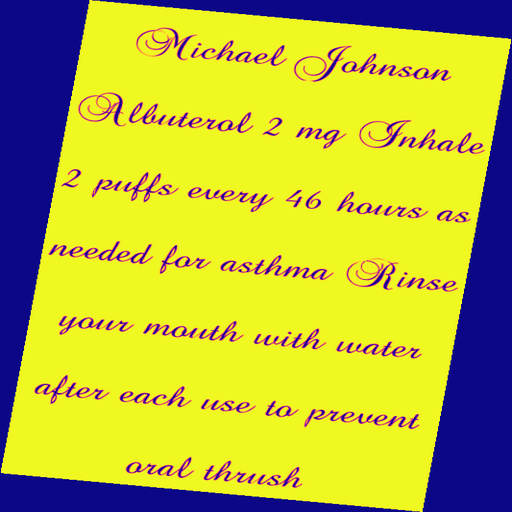 Michael Johnson
Albuterol 2 mg Inhale
2 puffs every 46 hours as
needed for asthma Rinse
your mouth with water
after each use to prevent
oral thrush